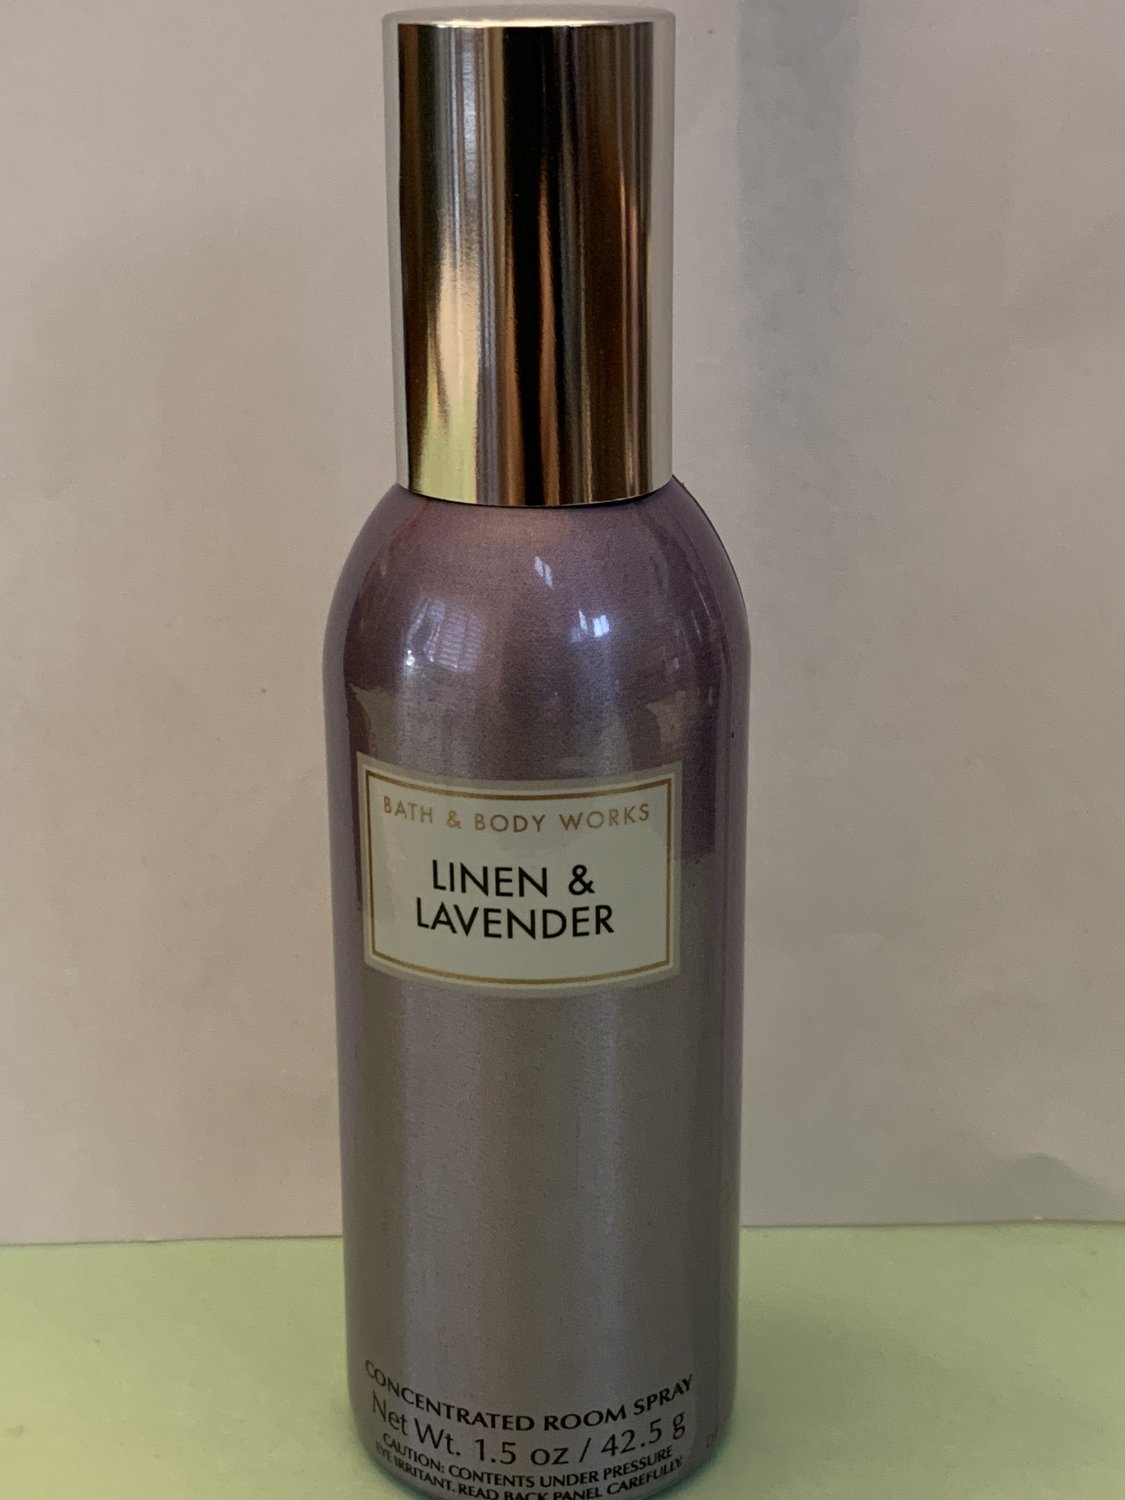 BATH & BODY WORKS
LINEN &
LAVENDER
CONCENTRATED ROOM SPRAY
Net Wt. 1.5 oz / 42.5 g
CAUTION: CONTENTS UNDER PRESSURE
EYE IRRITANT. READ BACK PANEL CAREFULLY.